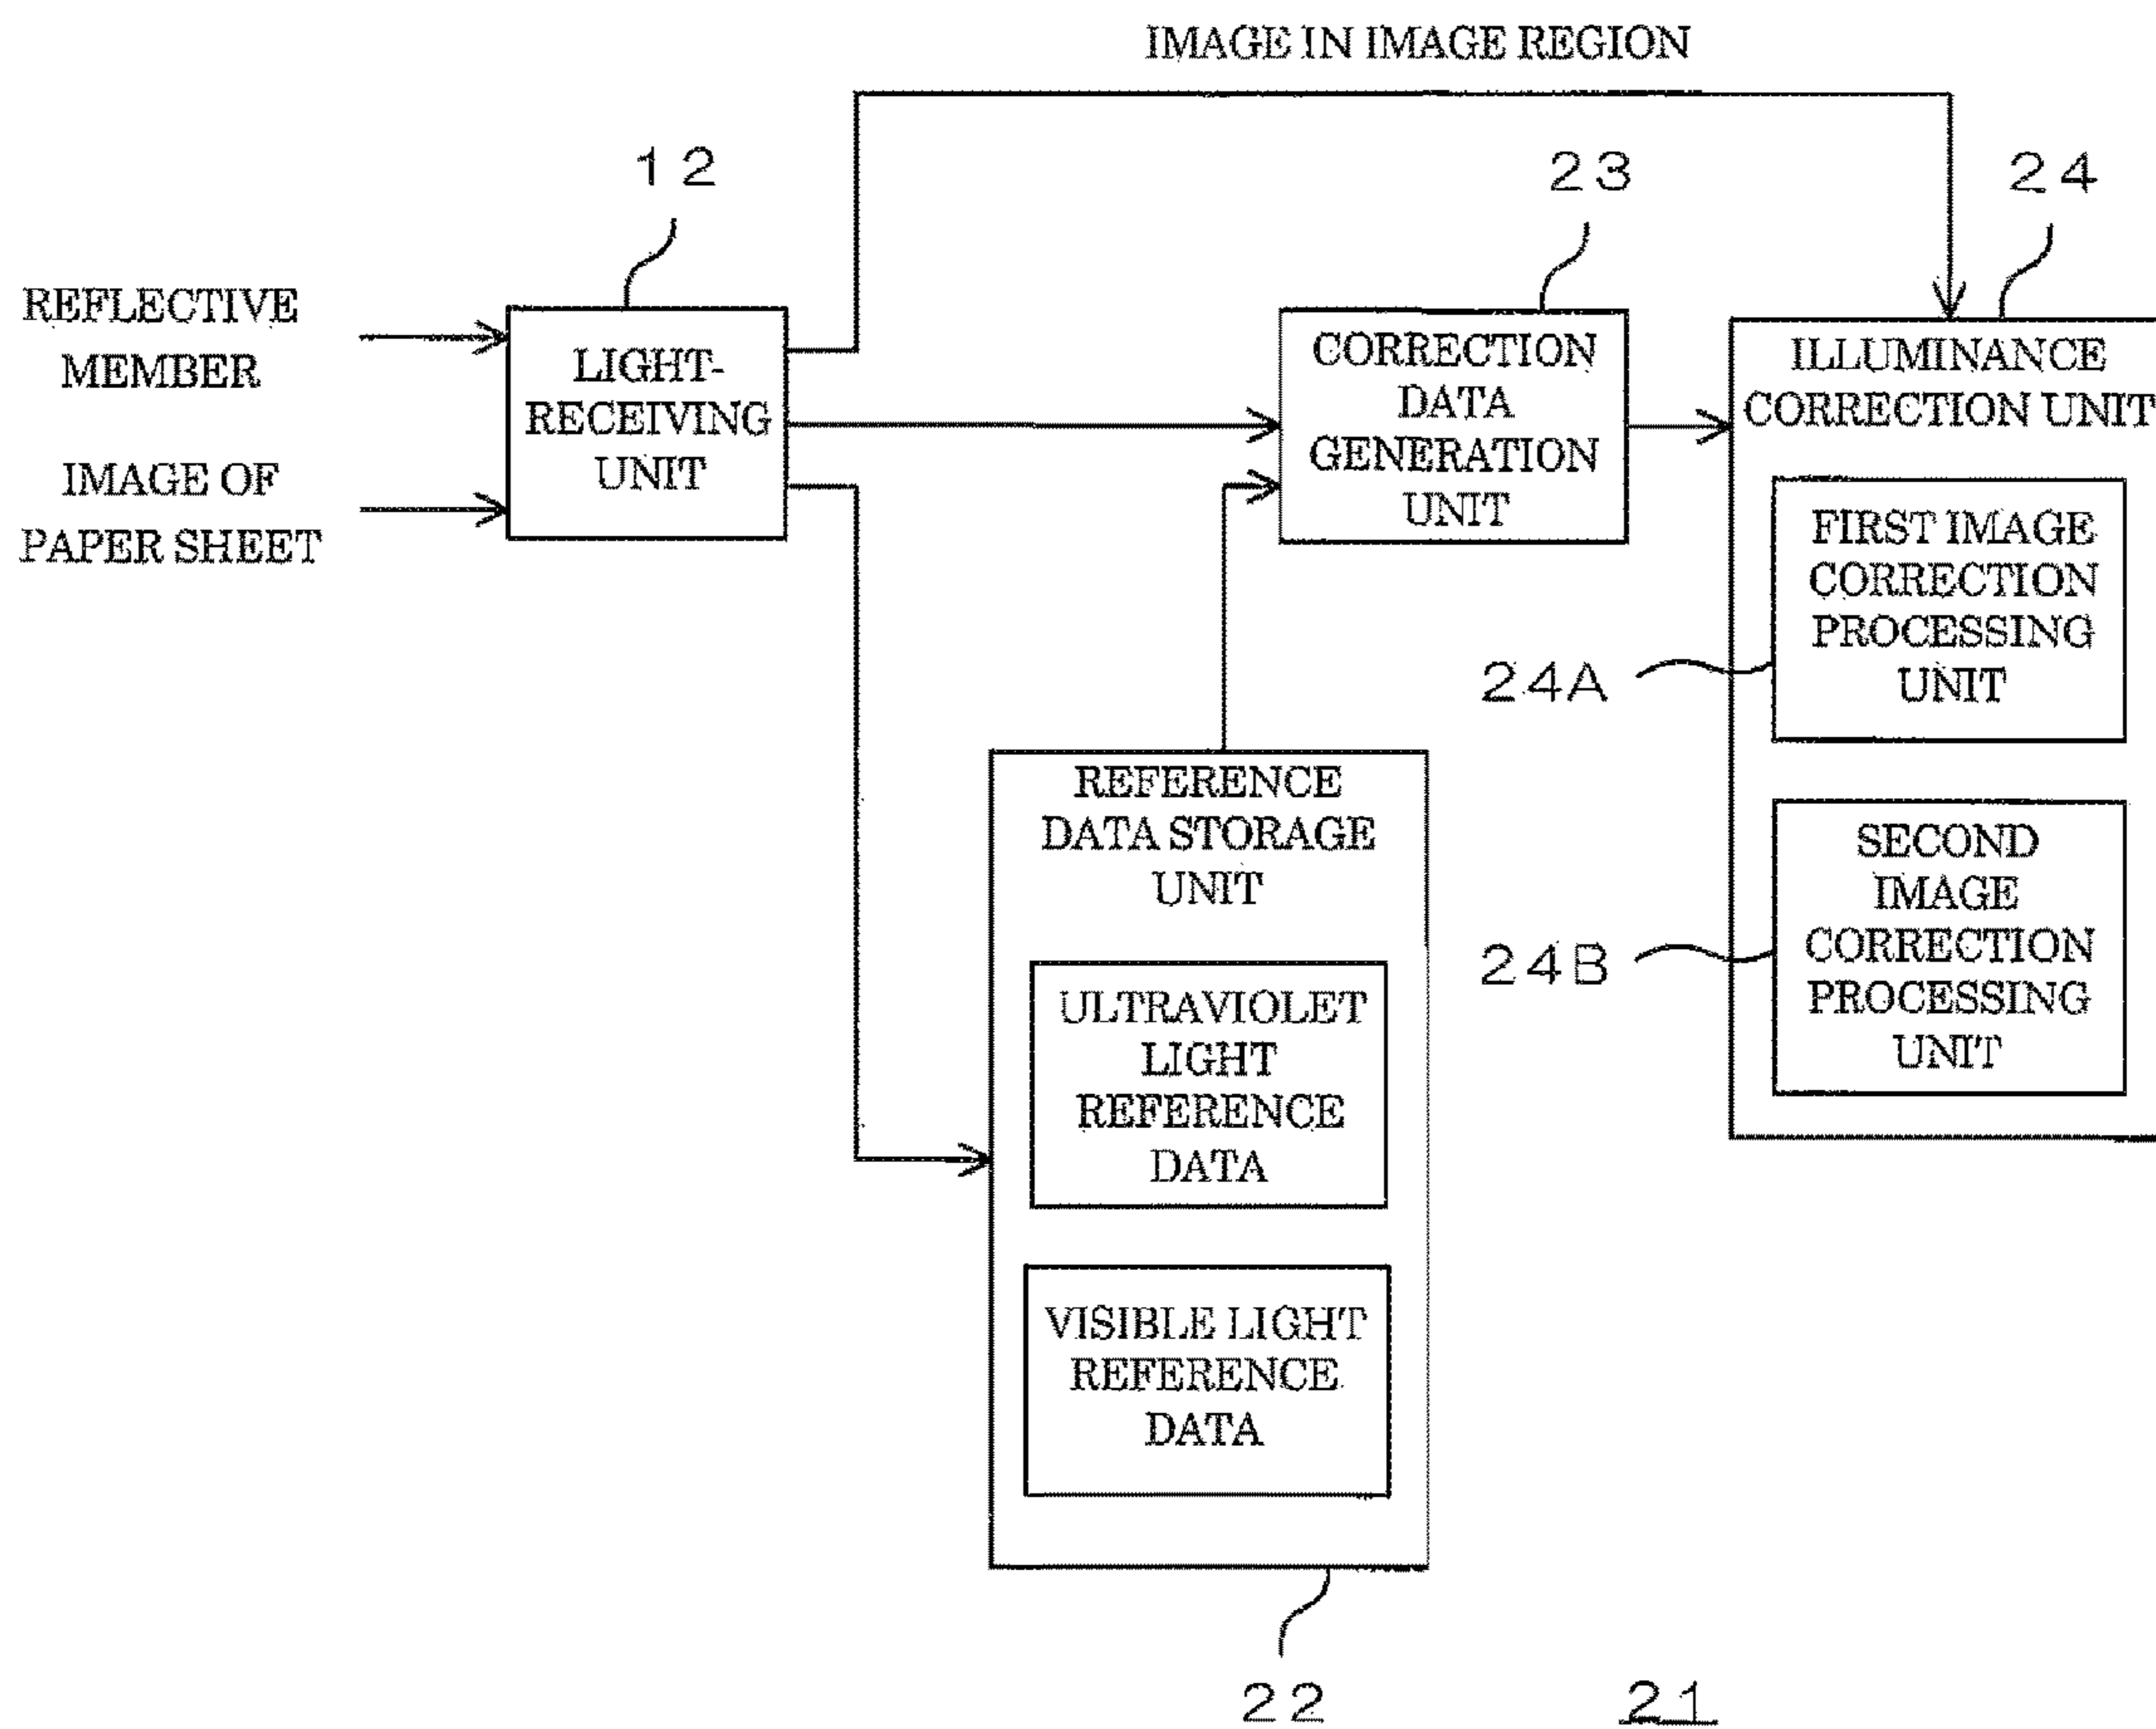 IMAGE IN IMAGE REGION
12
23
24
REFLECTIVE
MEMBER
IMAGE OF
PAPER SHEET
LIGHT-
RECEIVING
UNIT
CORRECTION
DATA
GENERATION
UNIT
ILLUMINANCE
CORRECTION UNIT
FIRST IMAGE
CORRECTION
PROCESSING
UNIT
24A
SECOND
IMAGE
CORRECTION
PROCESSING
UNIT
24B
REFERENCE
DATA STORAGE
UNIT
ULTRAVIOLET
LIGHT
REFERENCE
DATA
VISIBLE LIGHT
REFERENCE
DATA
22
21